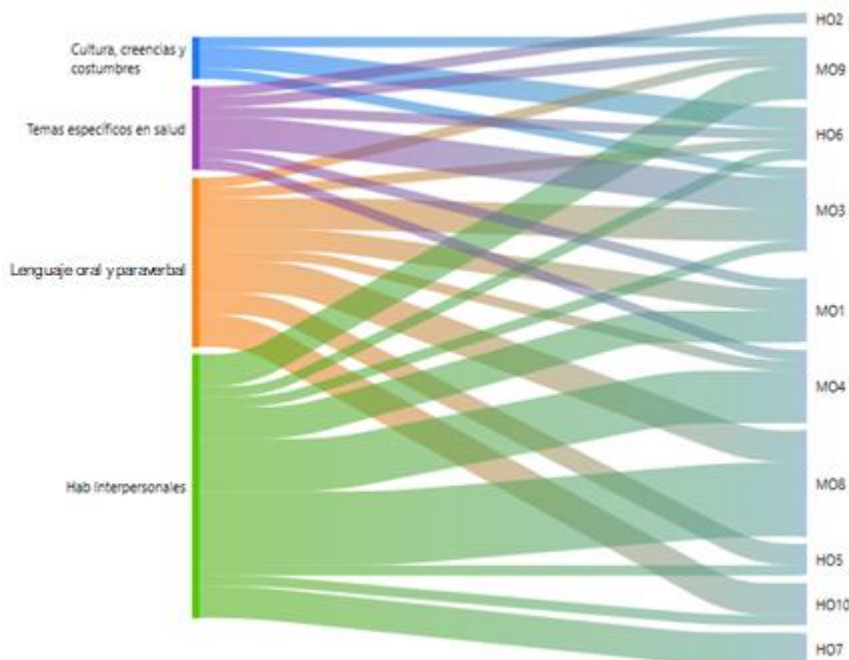 Cultura, creencias y
costumbres
Temas específicos en salud
Lenguaje oral y paraverbal
Hab Interpersonales
HO2
MO9
HO6
MO3
MO1
MO4
MO8
HO5
HO10
HO7